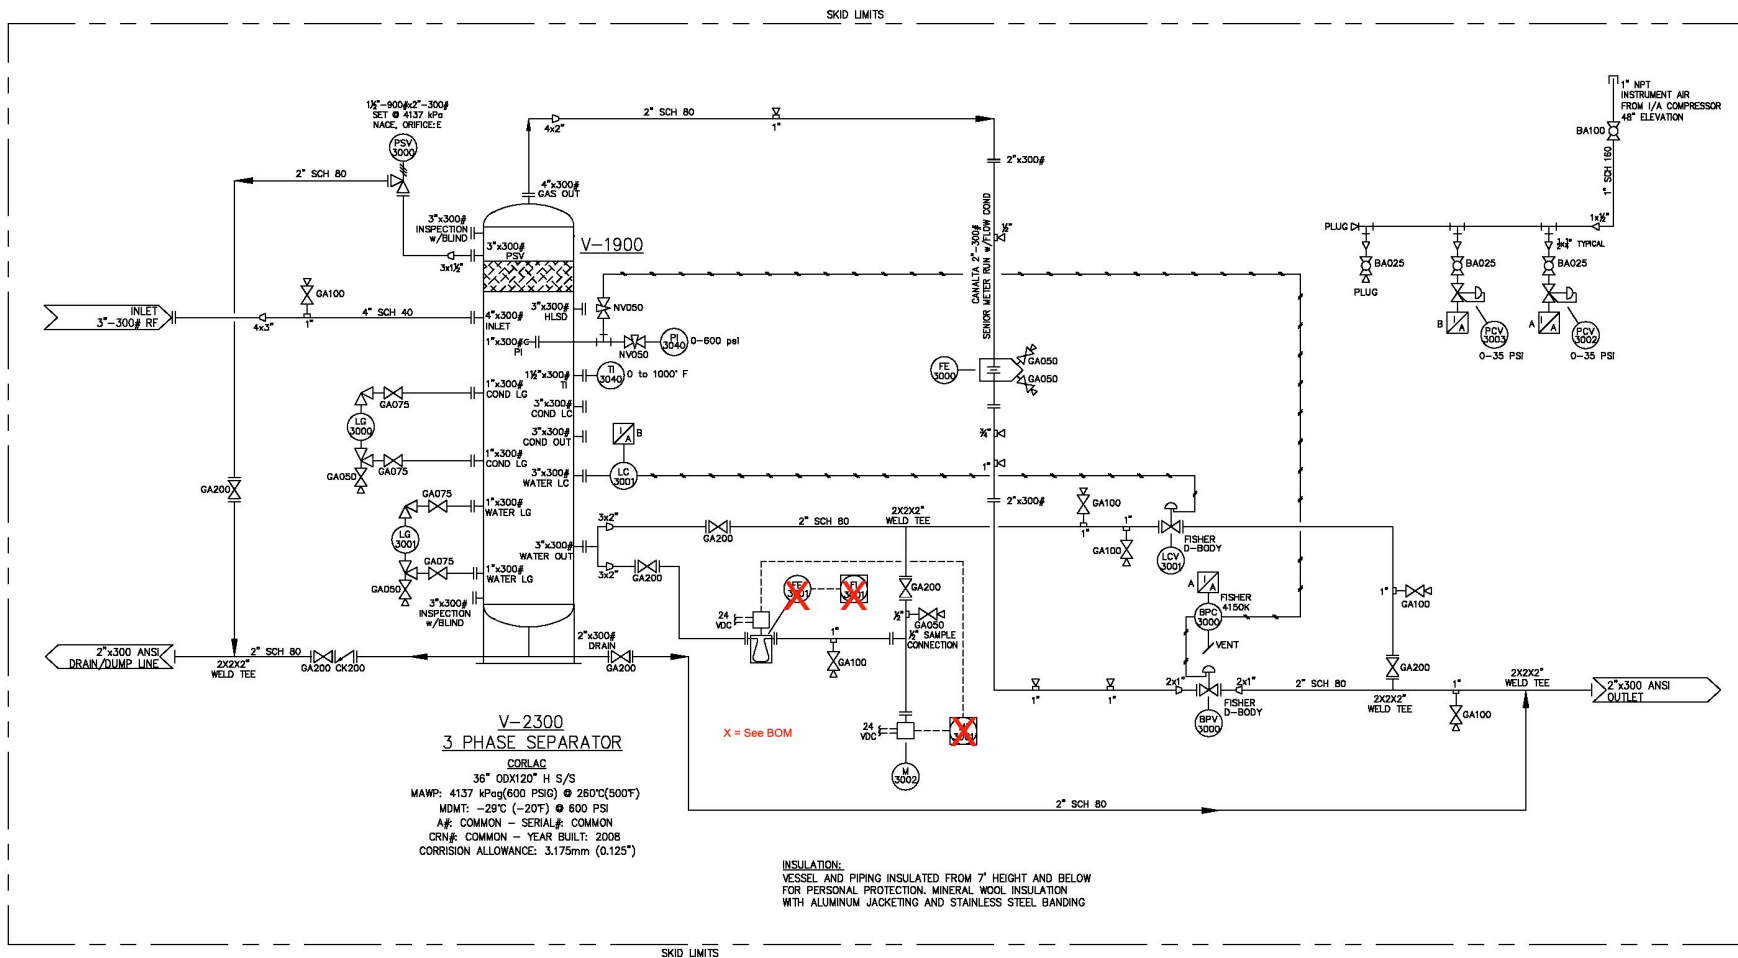 SKID LIMITS
1½"-900#x2"-300#
SET @ 4137 kPa
NACE, ORIFICE:E
PSV
3000
2" SCH 80
4x2"
2" SCH 80
1"
4"x300#
GAS OUT
3"x300#
INSPECTION
w/BLIND
3"x300#
PSV
3x1½"
V-1900
GA100
INLET
3"-300# RF
4x3"
1"
4" SCH 40
4"x300#
INLET
3"x300#
HLSD
NV050
1"x300#
PI
NV050
PI
3040
0-600 psi
1½"x300#
TI
TI
3040
0 to 1000° F
1"x300#
COND LG
GA075
LG
3000
3"x300#
COND LC
3"x300#
COND OUT
I
A
B
1"x300#
COND LG
GA075
GA050
3"x300#
WATER LC
LC
3001
GA200
GA075
1"x300#
WATER LG
LG
3001
3"x300#
WATER OUT
3x2"
3x2"
GA200
GA200
2" SCH 80
2X2X2"
WELD TEE
GA075
1"x300#
WATER LG
GA050
3"x300#
INSPECTION
w/BLIND
2"x300#
DRAIN
GA200
2"x300 ANSI
DRAIN/DUMP LINE
2X2X2"
WELD TEE
2" SCH 80
GA200
CK200
2"x300#
SENIOR METER RUN w/FLOW COND
CANALTA 2"-300#
½"
FE
3000
GA050
GA050
¾"
1"
2"x300#
GA100
1"
1"
GA100
FISHER
D-BODY
LCV
3001
A
I
A
FISHER
4150K
BPC
3000
VENT
1"
GA100
GA200
FE
3001
FI
3001
24
VDC
GA200
½"
GA050
½" SAMPLE
CONNECTION
1"
GA100
24
VDC
3001
M
3002
X = See BOM
1"
1"
2x1"
2x1"
FISHER
D-BODY
BPV
3000
2" SCH 80
2X2X2"
WELD TEE
1"
GA100
2X2X2"
WELD TEE
2"x300 ANSI
OUTLET
2" SCH 80
1" NPT
INSTRUMENT AIR
FROM I/A COMPRESSOR
48" ELEVATION
BA100
1" SCH 160
1x½"
PLUG
½x¼" TYPICAL
BA025
BA025
BA025
PLUG
B
I
A
PCV
3003
0-35 PSI
A
I
A
PCV
3002
0-35 PSI
V-2300
3 PHASE SEPARATOR
CORLAC
36" ODX120" H S/S
MAWP: 4137 kPag(600 PSIG) @ 260°C(500°F)
MDMT: -29°C (-20°F) @ 600 PSI
A#: COMMON - SERIAL#: COMMON
CRN#: COMMON - YEAR BUILT: 2008
CORRISION ALLOWANCE: 3.175mm (0.125")
INSULATION:
VESSEL AND PIPING INSULATED FROM 7' HEIGHT AND BELOW
FOR PERSONAL PROTECTION. MINERAL WOOL INSULATION
WITH ALUMINUM JACKETING AND STAINLESS STEEL BANDING
SKID LIMITS